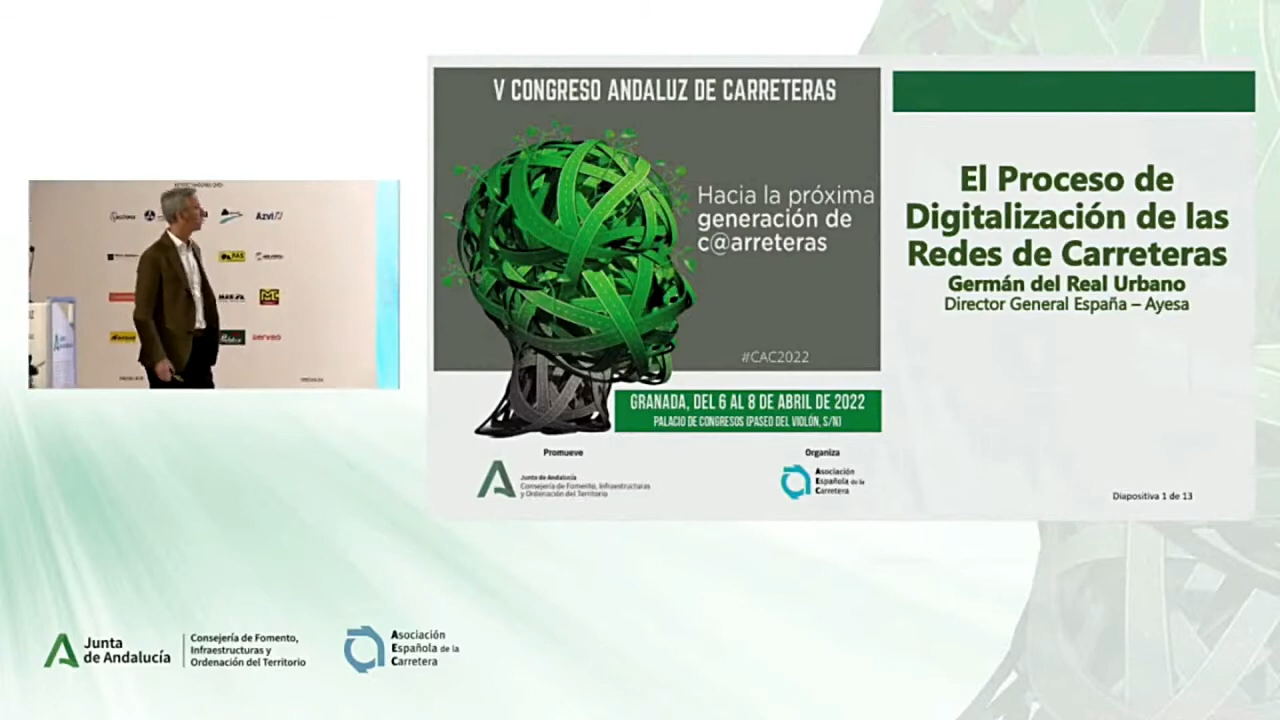 V CONGRESO ANDALUZ DE CARRETERAS
Hacia la próxima
generación de
c@arreteras
#CAC2022
GRANADA, DEL 6 AL 8 DE ABRIL DE 2022
PALACIO DE CONGRESOS (PASEO DEL VIOLÓN, S/N)
Promueve
Junta de Andalucía
Consejería de Fomento, Infraestructuras
y Ordenación del Territorio
Organiza
Asociación
Española de la
Carretera
El Proceso de
Digitalización de las
Redes de Carreteras
Germán del Real Urbano
Director General España – Ayesa
Diapositiva 1 de 13
acciona
Azvi
PAS
MC
Junta
de Andalucía
Consejería de Fomento,
Infraestructuras y
Ordenación del Territorio
Asociación
Española de la
Carretera